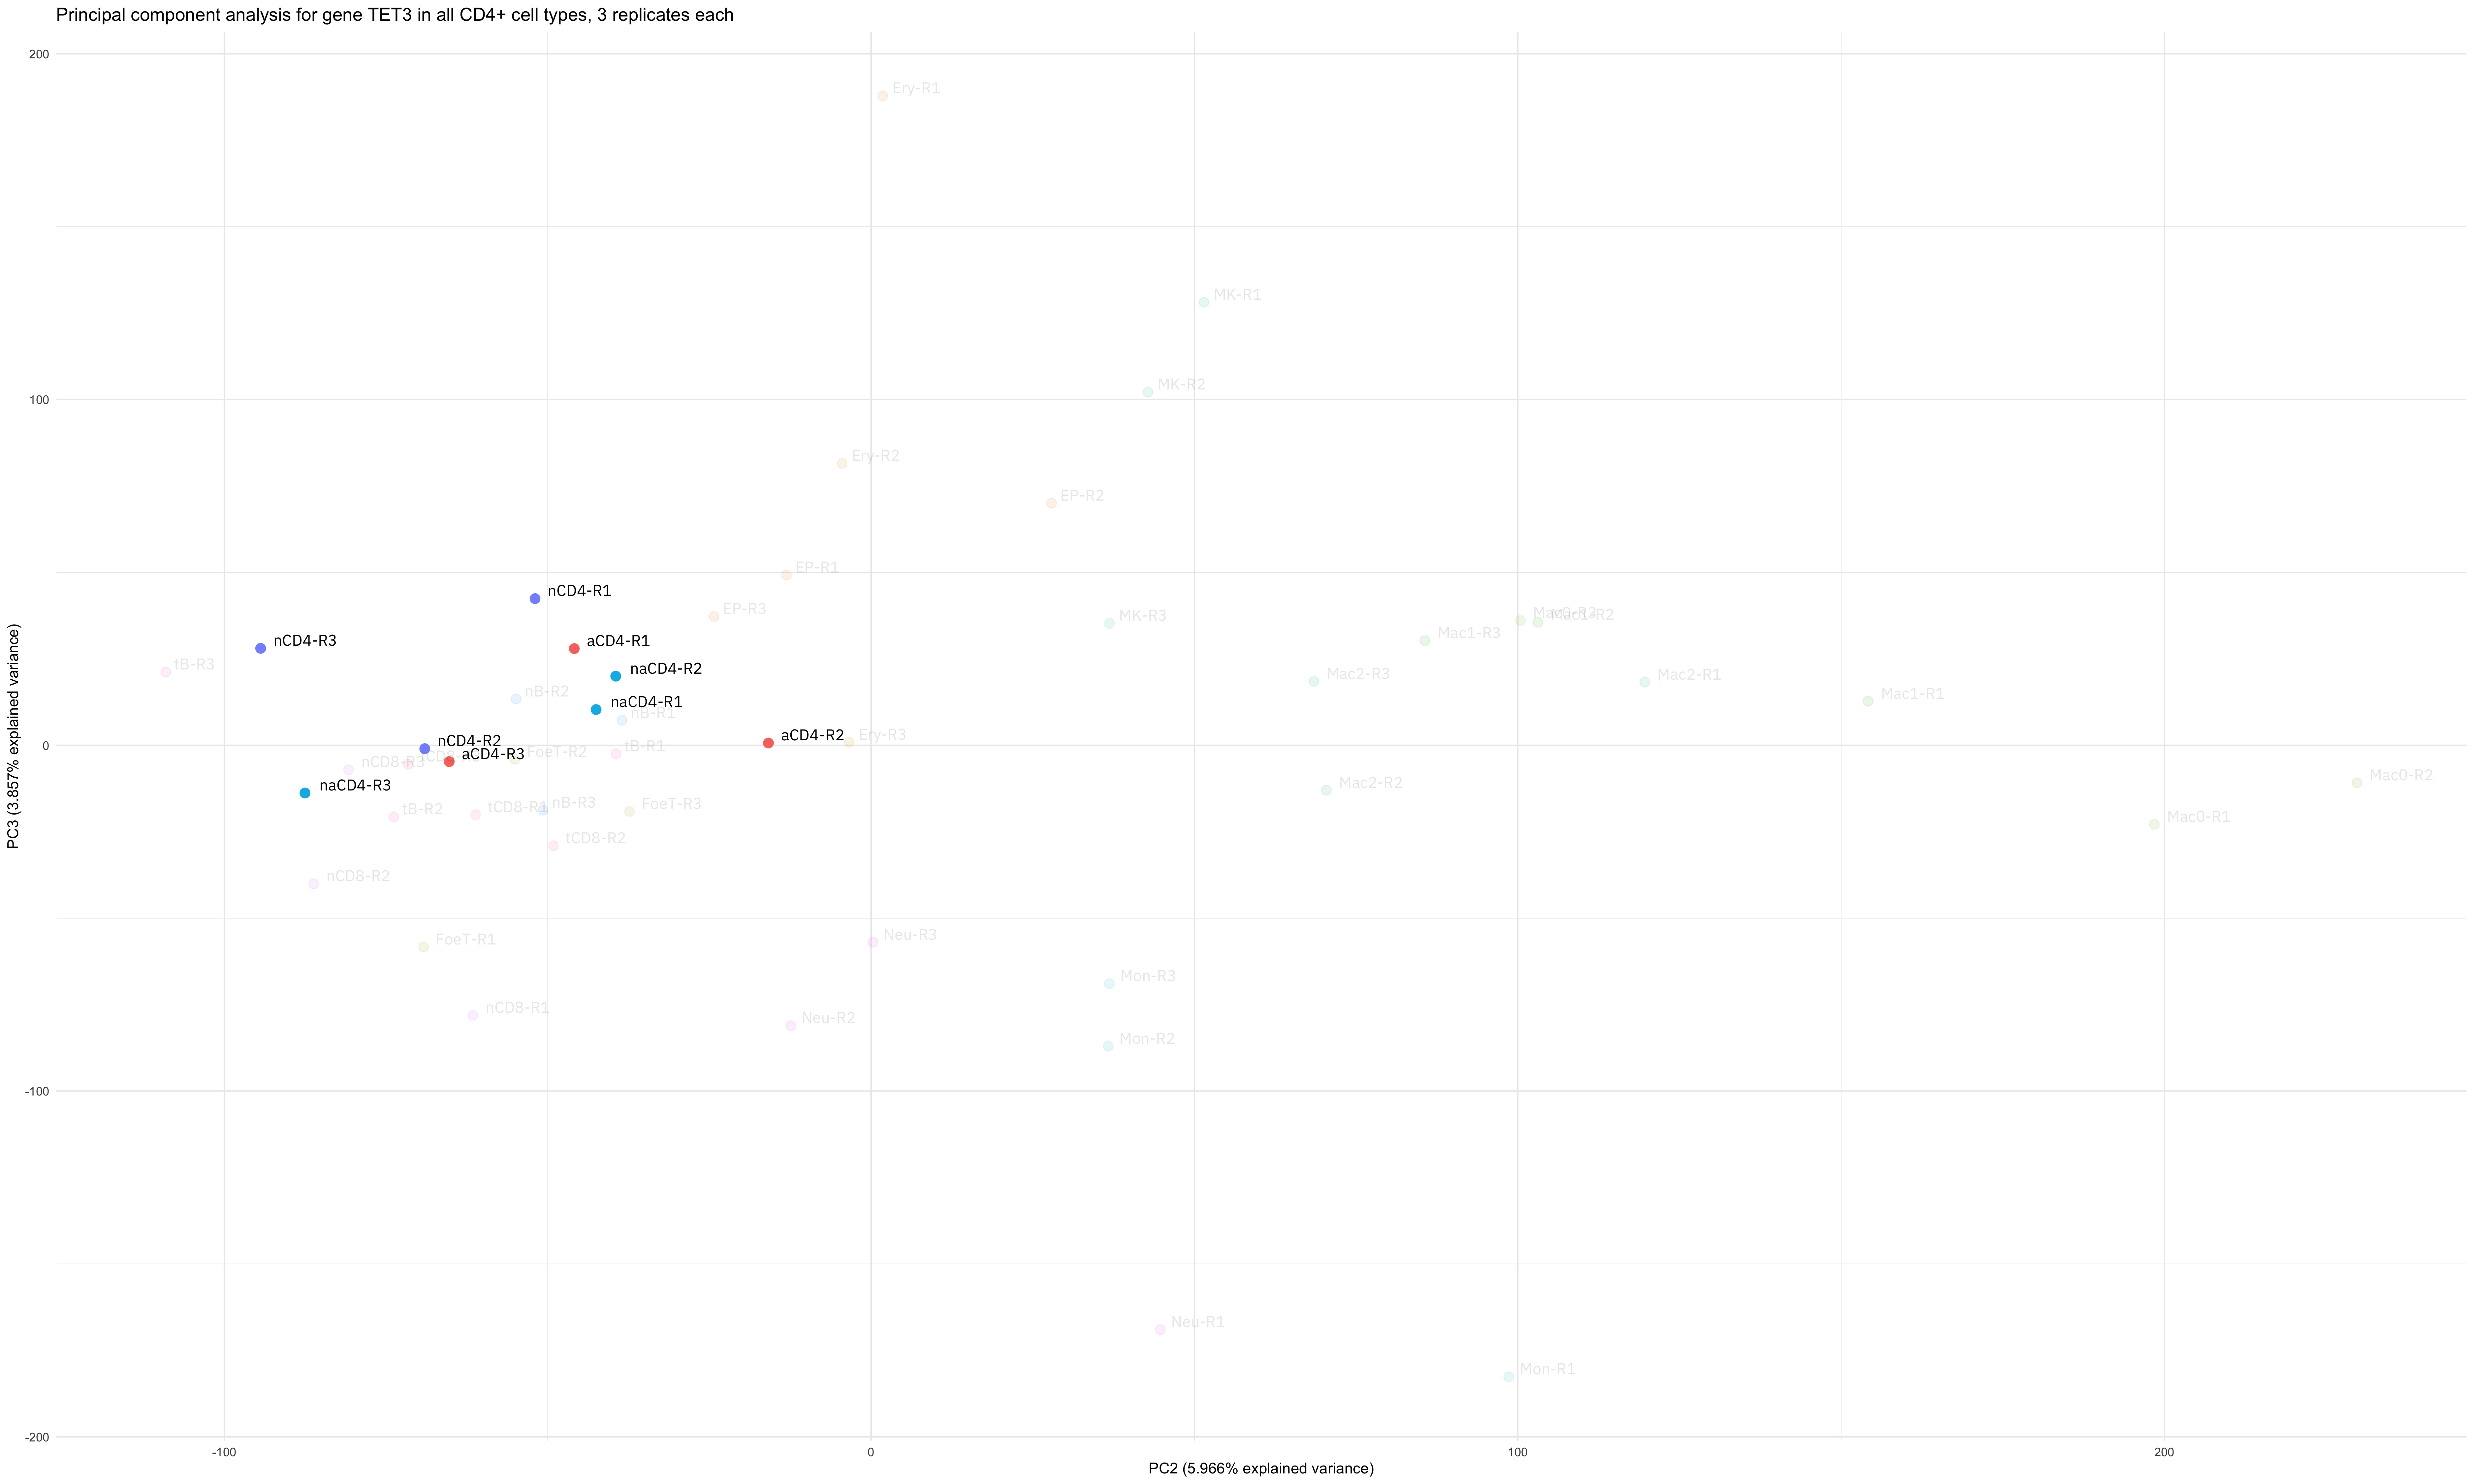 Principal component analysis for gene TET3 in all CD4+ cell types, 3 replicates each
200
Ery-R1
MK-R1
100
MK-R2
Ery-R2
EP-R2
EP-R1
nCD4-R1
EP-R3
MK-R3
Mac0-R3
Mac1-R2
Mac1-R3
nCD4-R3
aCD4-R1
tB-R3
naCD4-R2
Mac2-R3
Mac2-R1
nB-R2
naCD4-R1
nB-R1
Mac1-R1
PC3 (3.857% explained variance)
0
nCD4-R2
aCD4-R2
Ery-R3
aCD4-R3
FoeT-R2
tB-R1
nCD8-R3
naCD4-R3
Mac2-R2
Mac0-R2
tB-R2
tCD8-R1
nB-R3
FoeT-R3
Mac0-R1
tCD8-R2
nCD8-R2
FoeT-R1
Neu-R3
Mon-R3
nCD8-R1
Neu-R2
Mon-R2
-100
Neu-R1
Mon-R1
-200
-100
0
100
200
PC2 (5.966% explained variance)